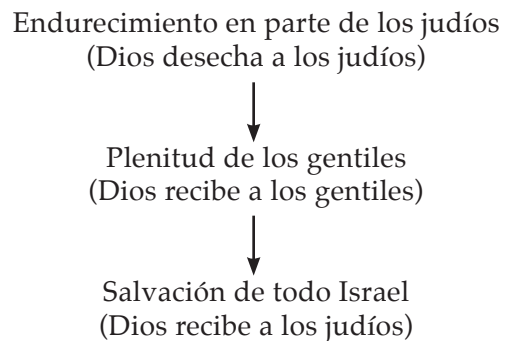 Endurecimiento en parte de los judíos
(Dios desecha a los judíos)
Plenitud de los gentiles
(Dios recibe a los gentiles)
Salvación de todo Israel
(Dios recibe a los judíos)